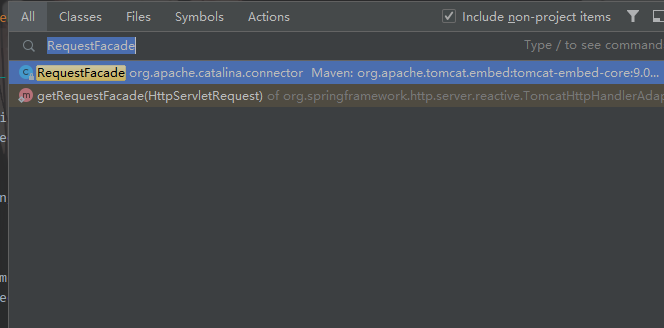 All Classes Files Symbols Actions Include non-project items
RequestFacade Type / to see command
RequestFacade org.apache.catalina.connector Maven: org.apache.tomcat.embed:tomcat-embed-core:9.0...
getRequestFacade(HttpServletRequest) of org.springframework.http.server.reactive.TomcatHttpHandlerAdap